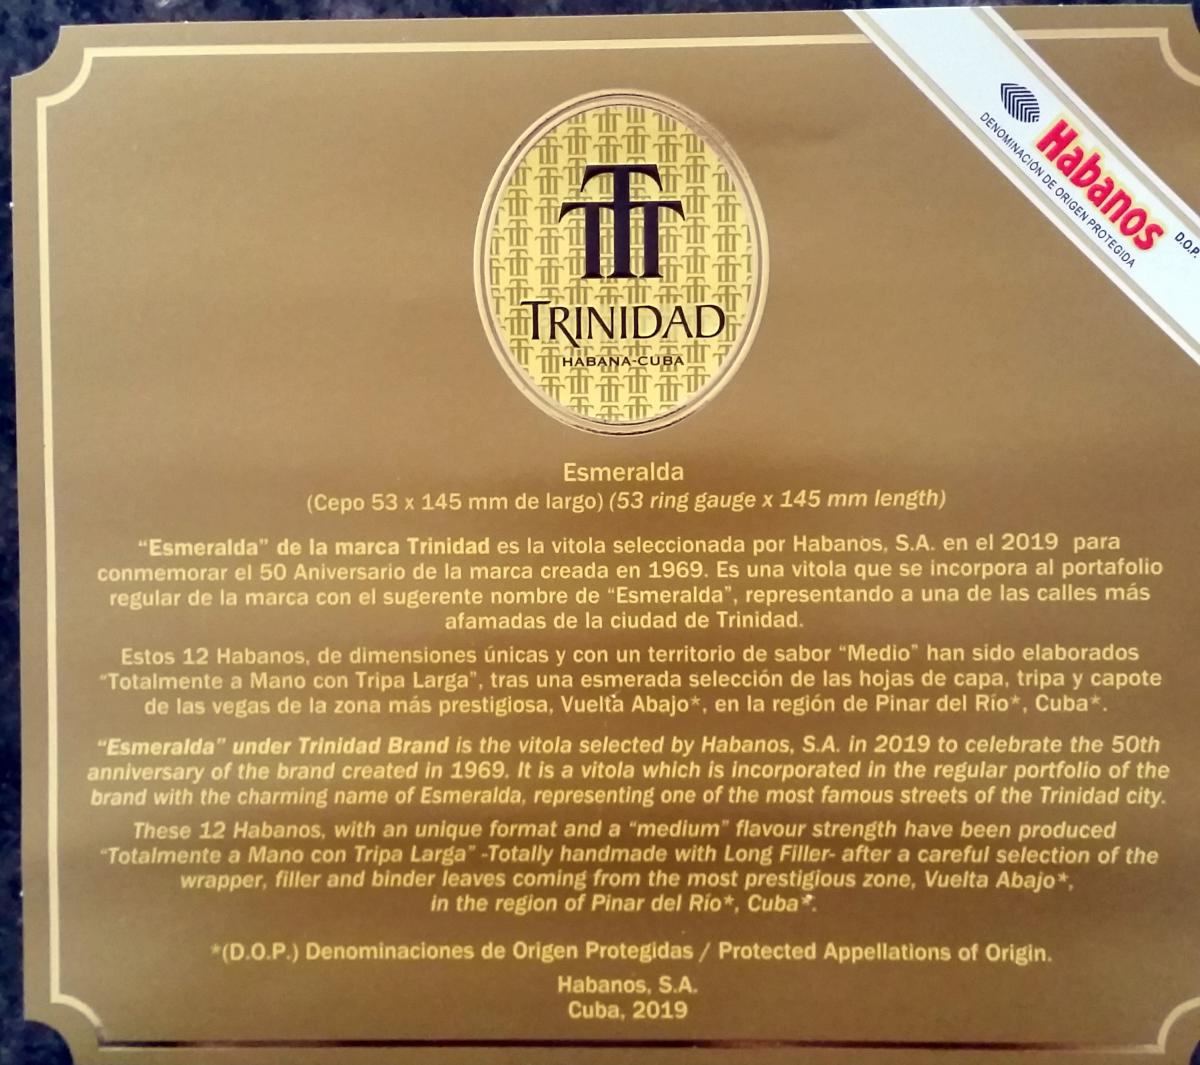 Habanos
DENOMINACIÓN DE ORIGEN PROTEGIDA
D.O.P.
TRINIDAD
HABANA-CUBA
Esmeralda
(Cepo 53 x 145 mm de largo) (53 ring gauge x 145 mm length)
“Esmeralda” de la marca Trinidad es la vitola seleccionada por Habanos, S.A. en el 2019 para
conmemorar el 50 Aniversario de la marca creada en 1969. Es una vitola que se incorpora al portafolio
regular de la marca con el sugerente nombre de “Esmeralda”, representando a una de las calles más
afamadas de la ciudad de Trinidad.
Estos 12 Habanos, de dimensiones únicas y con un territorio de sabor “Medio” han sido elaborados
“Totalmente a Mano con Tripa Larga”, tras una esmerada selección de las hojas de capa, tripa y capote
de las vegas de la zona más prestigiosa, Vuelta Abajo*, en la región de Pinar del Río*, Cuba*.
“Esmeralda” under Trinidad Brand is the vitola selected by Habanos, S.A. in 2019 to celebrate the 50th
anniversary of the brand created in 1969. It is a vitola which is incorporated in the regular portfolio of the
brand with the charming name of Esmeralda, representing one of the most famous streets of the Trinidad city.
These 12 Habanos, with an unique format and a “medium” flavour strength have been produced
“Totalmente a Mano con Tripa Larga” -Totally handmade with Long Filler- after a careful selection of the
wrapper, filler and binder leaves coming from the most prestigious zone, Vuelta Abajo*,
in the region of Pinar del Río*, Cuba*.
*(D.O.P.) Denominaciones de Origen Protegidas / Protected Appellations of Origin.
Habanos, S.A.
Cuba, 2019